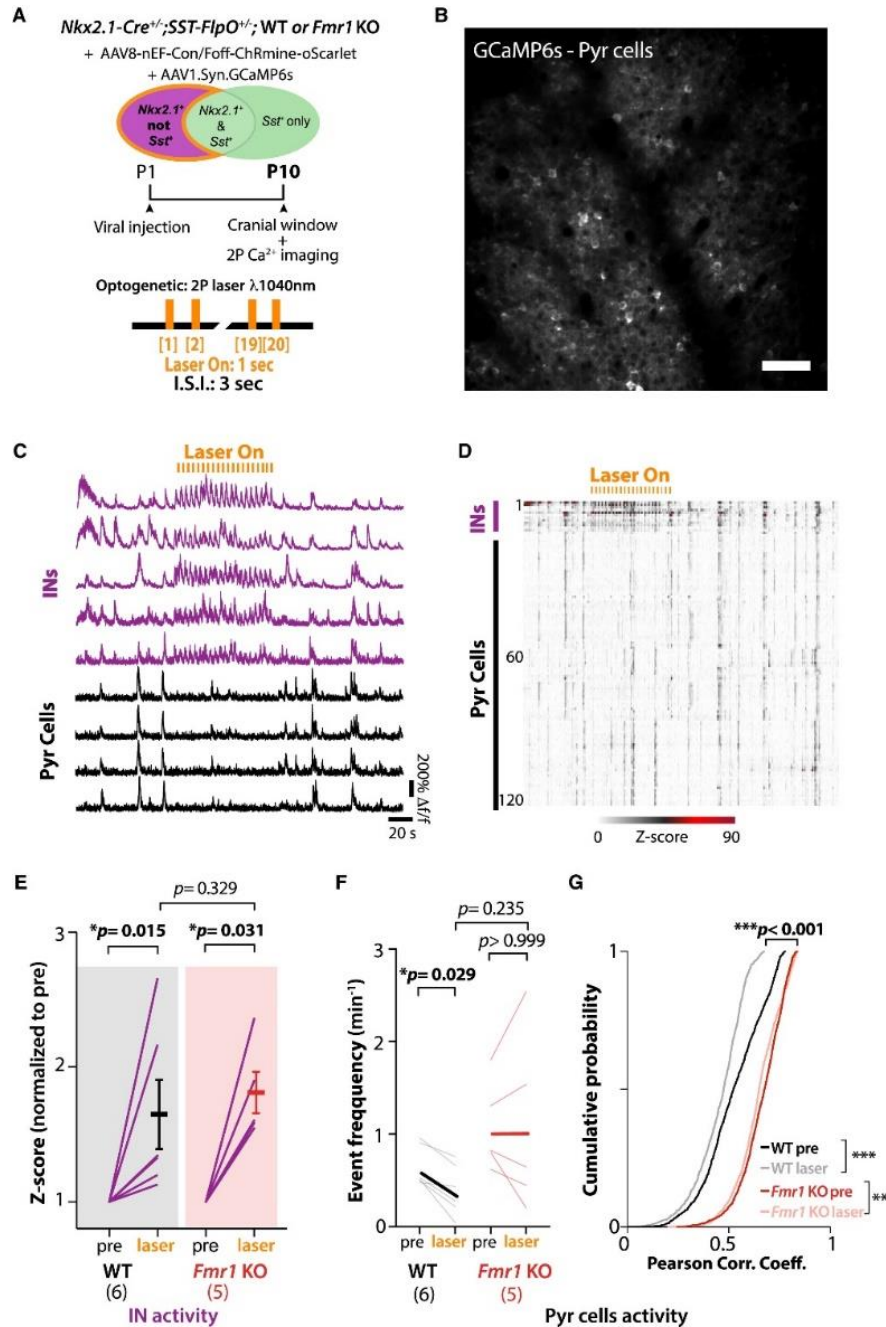 A
Nkx2.1-Cre+/-;SST-FlpO+/-; WT or Fmr1 KO
+ AAV8-nEF-Con/Foff-ChRmine-oScarlet
+ AAV1.Syn.GCaMP6s
Nkx2.1+
not
Sst+
Nkx2.1+
&
Sst+
Sst+ only
P1
P10
Viral injection
Cranial window
+
2P Ca2+ imaging
Optogenetic: 2P laser λ.1040nm
[1] [2] [19][20]
Laser On: 1 sec
I.S.I.: 3 sec
B
GCaMP6s - Pyr cells
C
Laser On
INs
Pyr Cells
200% Δf/f
20 s
D
Laser On
INs
Pyr Cells
1
60
120
0 Z-score 90
E
p= 0.329
*p= 0.015
*p= 0.031
Z-score (normalized to pre)
3
2
1
pre laser pre laser
WT Fmr1 KO
(6) (5)
IN activity
F
p= 0.235
p> 0.999
*p= 0.029
Event freqquency (min-1)
3
2
1
0
pre laser pre laser
WT Fmr1 KO
(6) (5)
G
***p< 0.001
Cumulative probability
1
0
WT pre
WT laser
***
Fmr1 KO pre
Fmr1 KO laser
**
0 0.5 1
Pearson Corr. Coeff.
Pyr cells activity